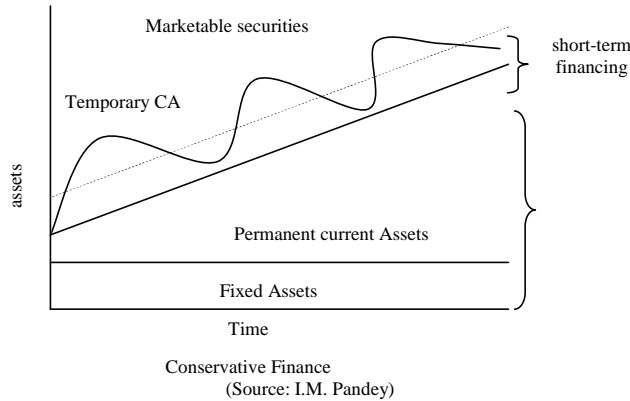 Marketable securities
short-term
financing
Temporary CA
assets
Permanent current Assets
Fixed Assets
Time
Conservative Finance
(Source: I.M. Pandey)